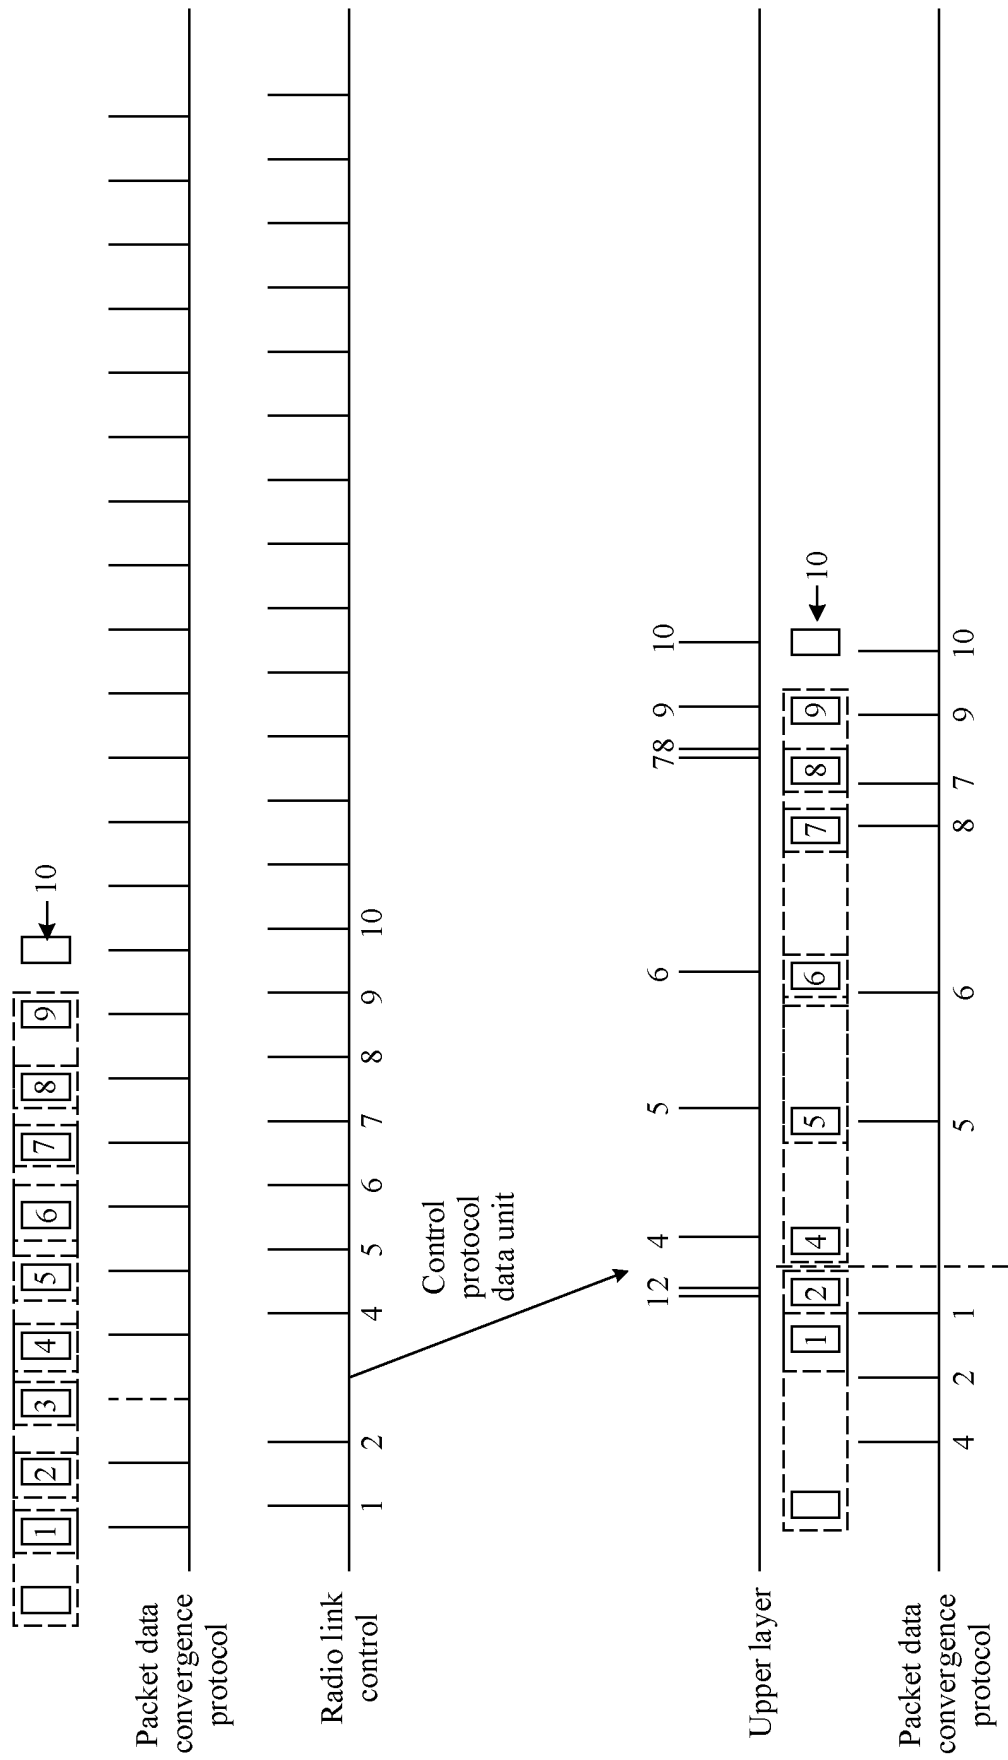 1 2 3 4 5 6 7 8 9 10
Packet data
convergence
protocol
Radio link
control
1 2 4 5 6 7 8 9 10
Control
protocol
data unit
Upper layer
12 4 5 6 78 9 10
1 2 4 5 6 7 8 9 10
Packet data
convergence
protocol
4 2 1 5 6 8 7 9 10